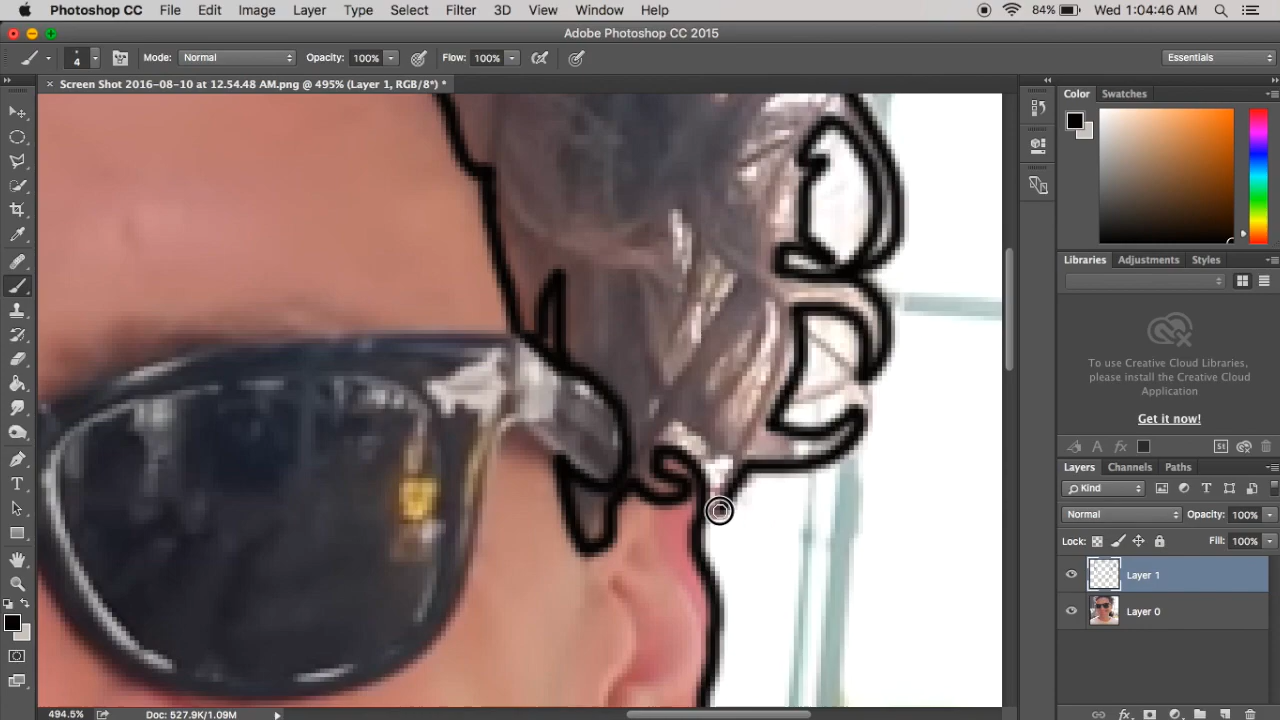 Photoshop CC File Edit Image Layer Type Select Filter 3D View Window Help 84% Wed 1:04:46 AM
Adobe Photoshop CC 2015
4 Mode: Normal Opacity: 100% Flow: 100% Essentials
× Screen Shot 2016-08-10 at 12.54.48 AM.png @ 495% (Layer 1, RGB/8*) *
Color Swatches
Libraries Adjustments Styles
To use Creative Cloud Libraries,
please install the Creative Cloud
Application
Get it now!
St
Layers Channels Paths
Kind
Normal Opacity: 100%
Lock: Fill: 100%
Layer 1
Layer 0
494.5% Doc: 527.9K/1.09M